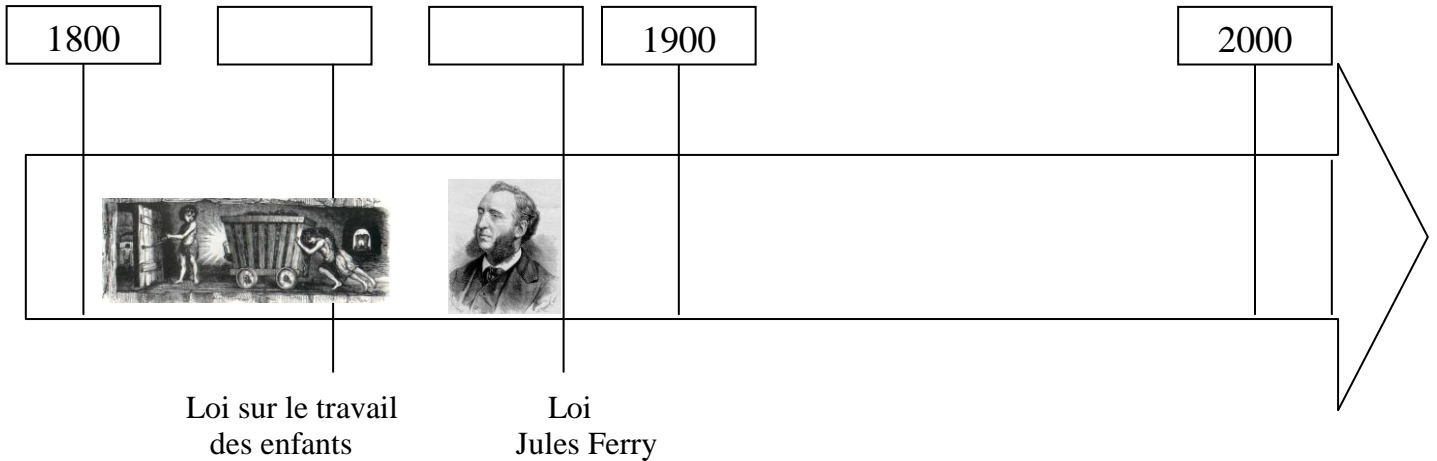 1800
1900
2000
Loi sur le travail
des enfants
Loi
Jules Ferry